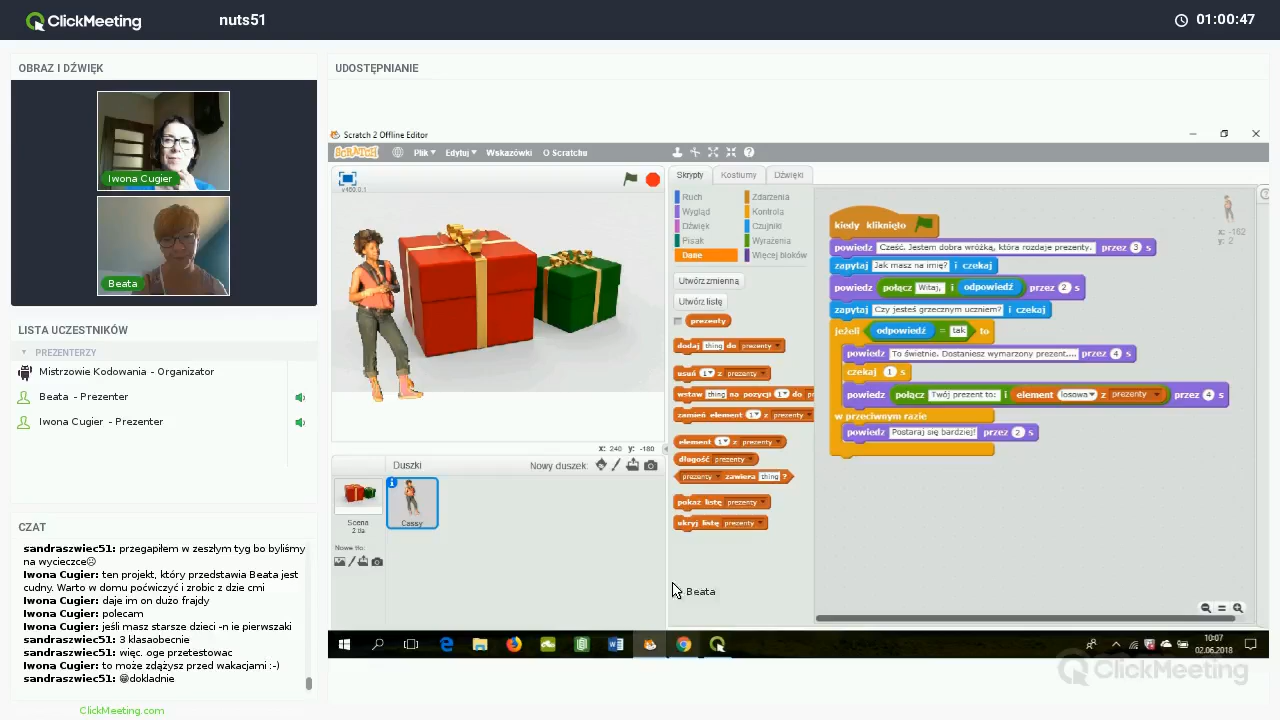 ClickMeeting
nuts51
01:00:47
OBRAZ I DŹWIĘK
UDOSTĘPNIANIE
Iwona Cugier
Beata
LISTA UCZESTNIKÓW
PREZENTERZY
Mistrzowie Kodowania - Organizator
Beata - Prezenter
Iwona Cugier - Prezenter
CZAT
sandraszwiec51: przegapiłem w zeszłym tyg bo byliśmy
na wycieczce☹
Iwona Cugier: ten projekt, który przedstawia Beata jest
cudny. Warto w domu poćwiczyć i zrobic z dzie cmi
Iwona Cugier: daje im on dużo frajdy
Iwona Cugier: polecam
Iwona Cugier: jeśli masz starsze dzieci -n ie pierwszaki
sandraszwiec51: 3 klasaobecnie
sandraszwiec51: więc. oge przetestowac
Iwona Cugier: to może zdążysz przed wakacjami :-)
sandraszwiec51: 😁dokladnie
ClickMeeting.com
Scratch 2 Offline Editor
SCRATCH Plik Edytuj Wskazówki O Scratchu
v460.0.1
x: 240 y: -180
Duszki
Nowy duszek:
Scena
2 tła
Cassy
Nowe tło:
Skrypty Kostiumy Dźwięki
Ruch Zdarzenia
Wygląd Kontrola
Dźwięk Czujniki
Pisak Wyrażenia
Dane Więcej bloków
Utwórz zmienną
Utwórz listę
prezenty
dodaj thing do prezenty
usuń 1 z prezenty
wstaw thing na pozycji 1 do
zamień element 1 z prezenty
element 1 z prezenty
długość prezenty
prezenty zawiera thing ?
pokaż listę prezenty
ukryj listę prezenty
Beata
kiedy kliknięto
powiedz Cześć. Jestem dobra wróżką, która rozdaje prezenty. przez 3 s
zapytaj Jak masz na imię? i czekaj
powiedz połącz Witaj, i odpowiedź przez 2 s
zapytaj Czy jesteś grzecznym uczniem? i czekaj
jeżeli odpowiedź = tak to
powiedz To świetnie. Dostaniesz wymarzony prezent.... przez 4 s
czekaj 1 s
powiedz połącz Twój prezent to: i element losowa z prezenty przez 4 s
w przeciwnym razie
powiedz Postaraj się bardziej! przez 2 s
x: -162
y: 2
10:07
02.06.2018
ClickMeeting